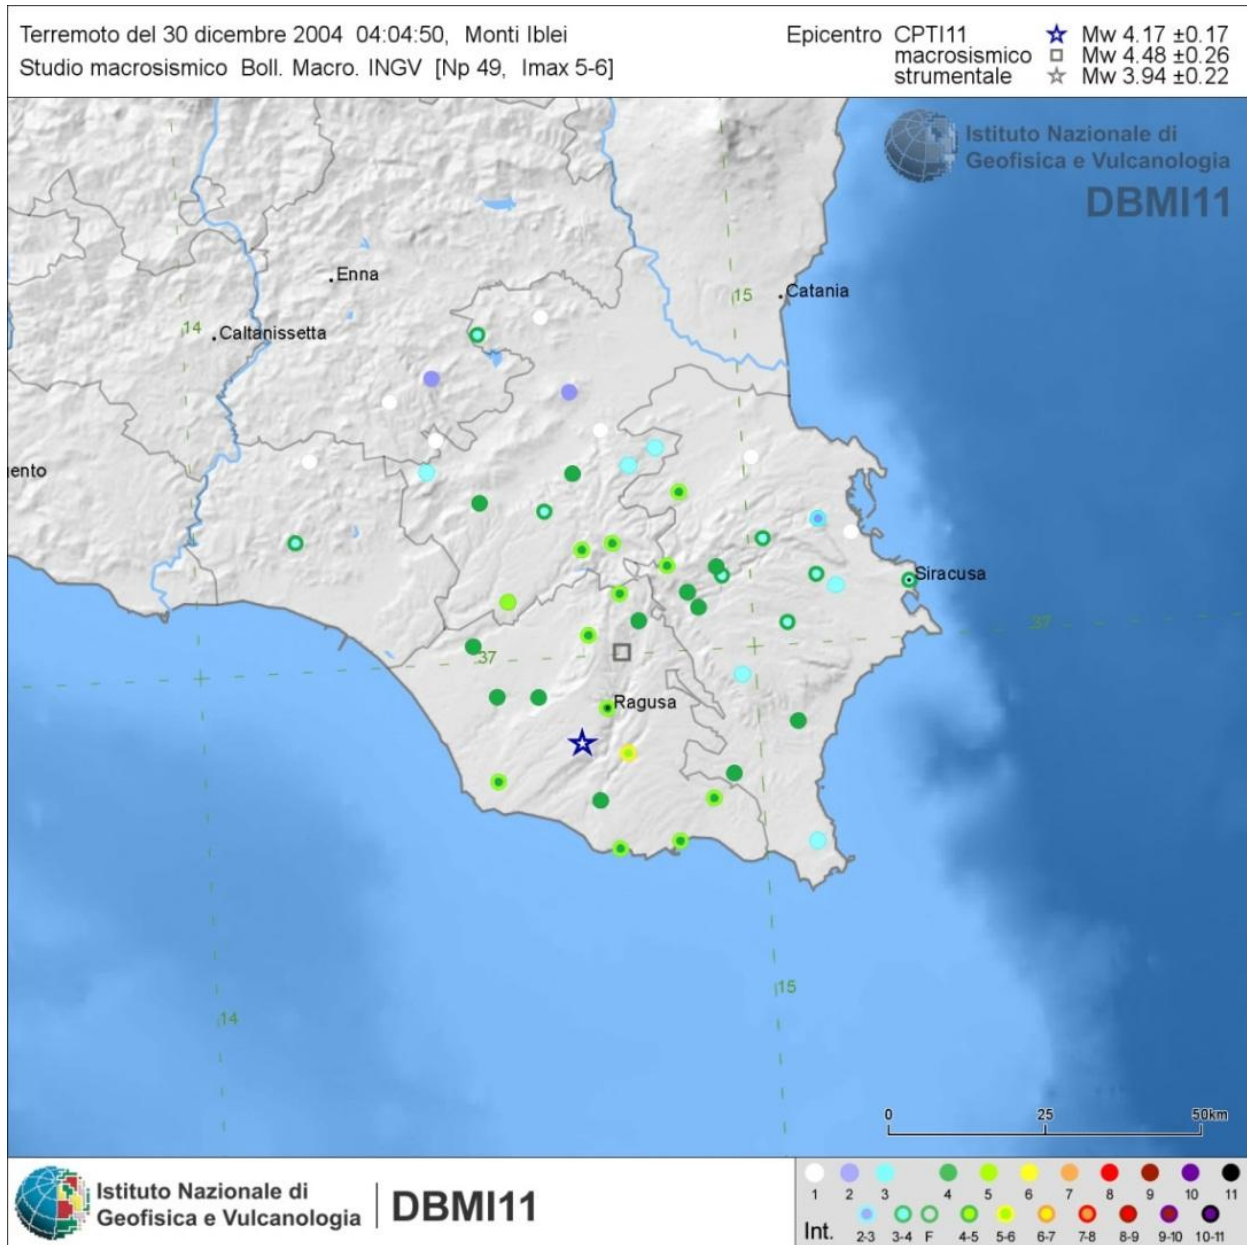 Terremoto del 30 dicembre 2004 04:04:50, Monti Iblei
Studio macrosismico Boll. Macro. INGV [Np 49, Imax 5-6]
Epicentro CPTI11 Mw 4.17 ±0.17
macrosismico Mw 4.48 ±0.26
strumentale Mw 3.94 ±0.22
Istituto Nazionale di
Geofisica e Vulcanologia
DBMI11
Enna
15
Catania
14
Caltanissetta
ento
Siracusa
37
37
Ragusa
15
14
0 25 50km
Istituto Nazionale di
Geofisica e Vulcanologia
DBMI11
1 2 3 4 5 6 7 8 9 10 11
Int. 2-3 3-4 F 4-5 5-6 6-7 7-8 8-9 9-10 10-11